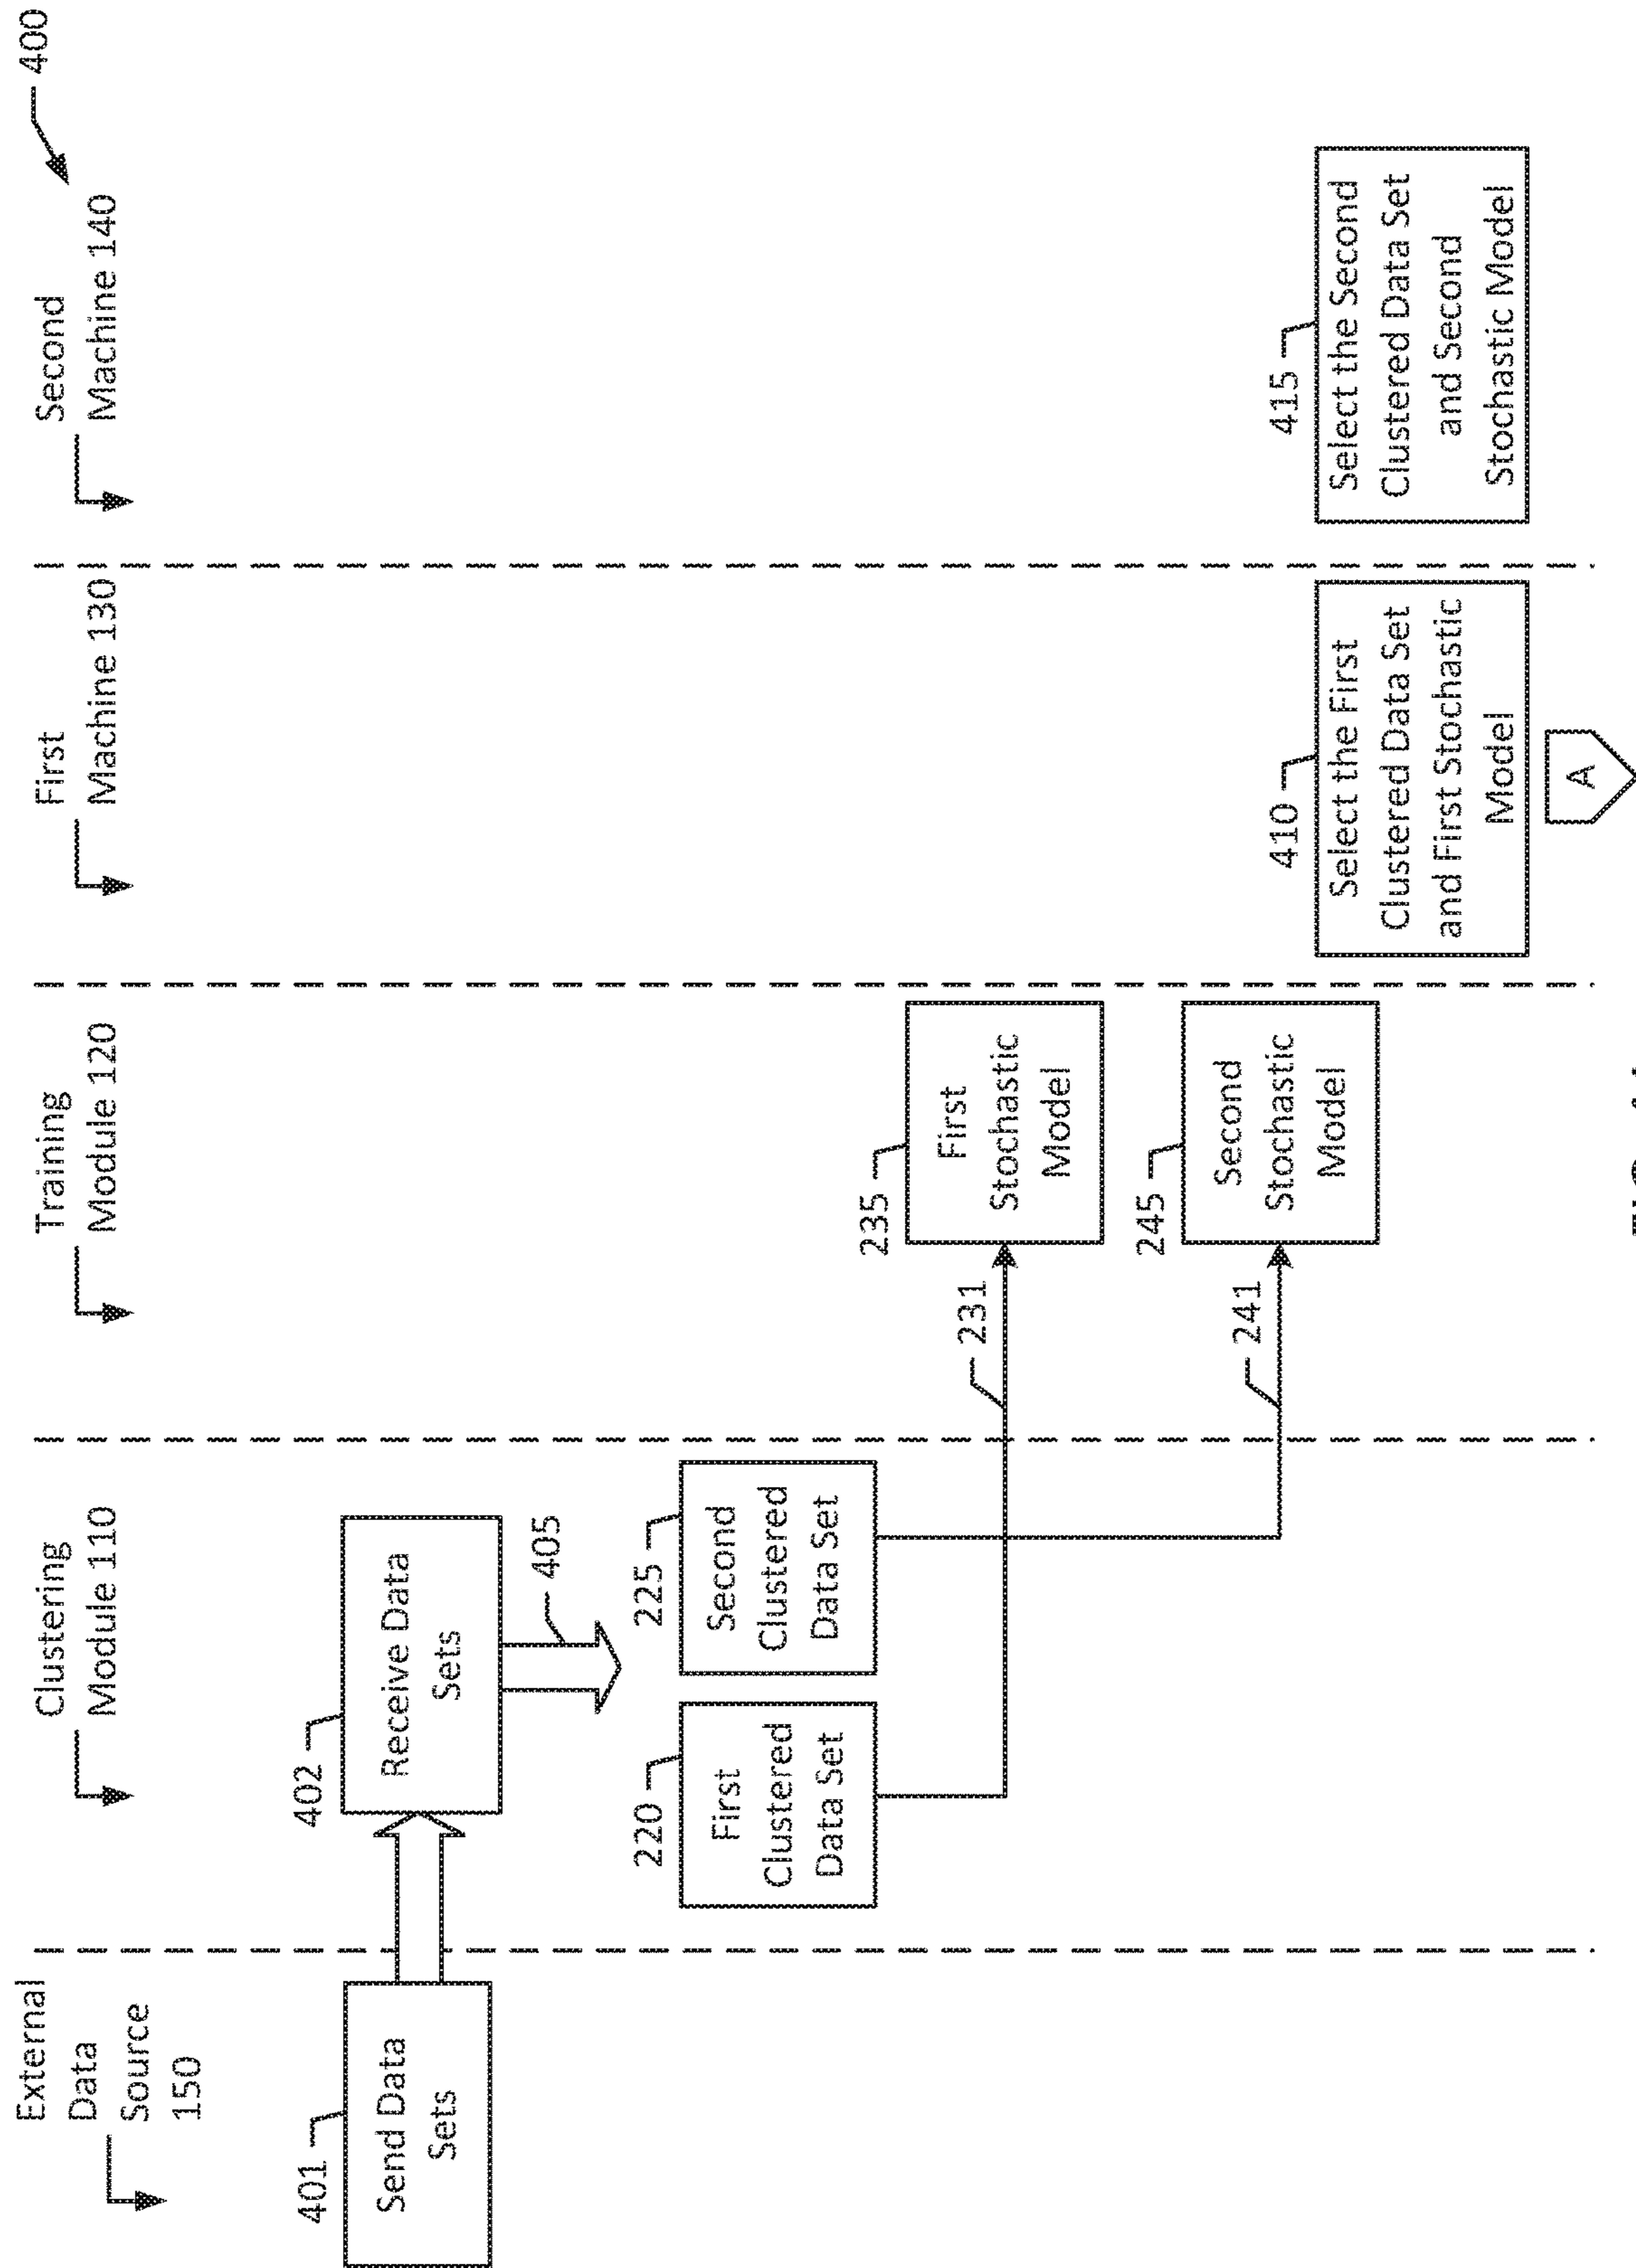 400
External
Data
Source
150
Clustering
Module 110
Training
Module 120
First
Machine 130
Second
Machine 140
401
Send Data
Sets
402
Receive Data
Sets
405
220
First
Clustered
Data Set
225
Second
Clustered
Data Set
231
235
First
Stochastic
Model
241
245
Second
Stochastic
Model
410
Select the First
Clustered Data Set
and First Stochastic
Model
415
Select the Second
Clustered Data Set
and Second
Stochastic Model
A